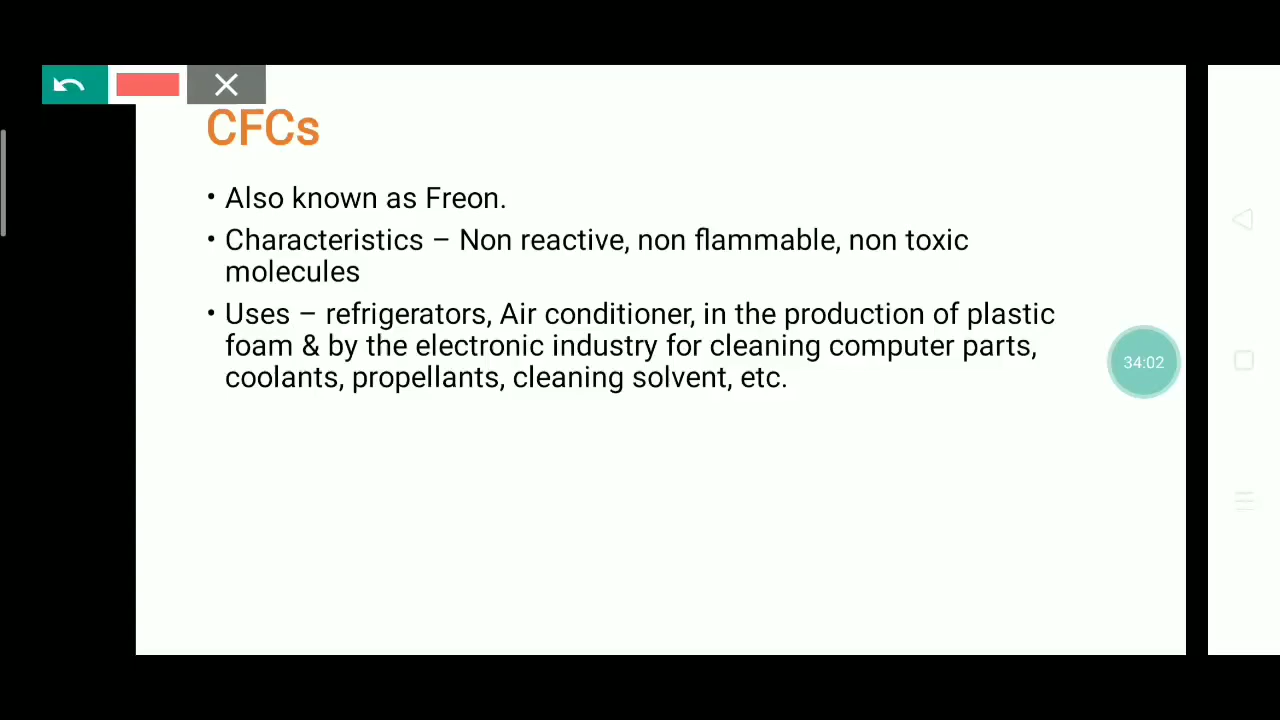 CFCs
• Also known as Freon.
• Characteristics – Non reactive, non flammable, non toxic
molecules
• Uses – refrigerators, Air conditioner, in the production of plastic
foam & by the electronic industry for cleaning computer parts,
coolants, propellants, cleaning solvent, etc.
34:02